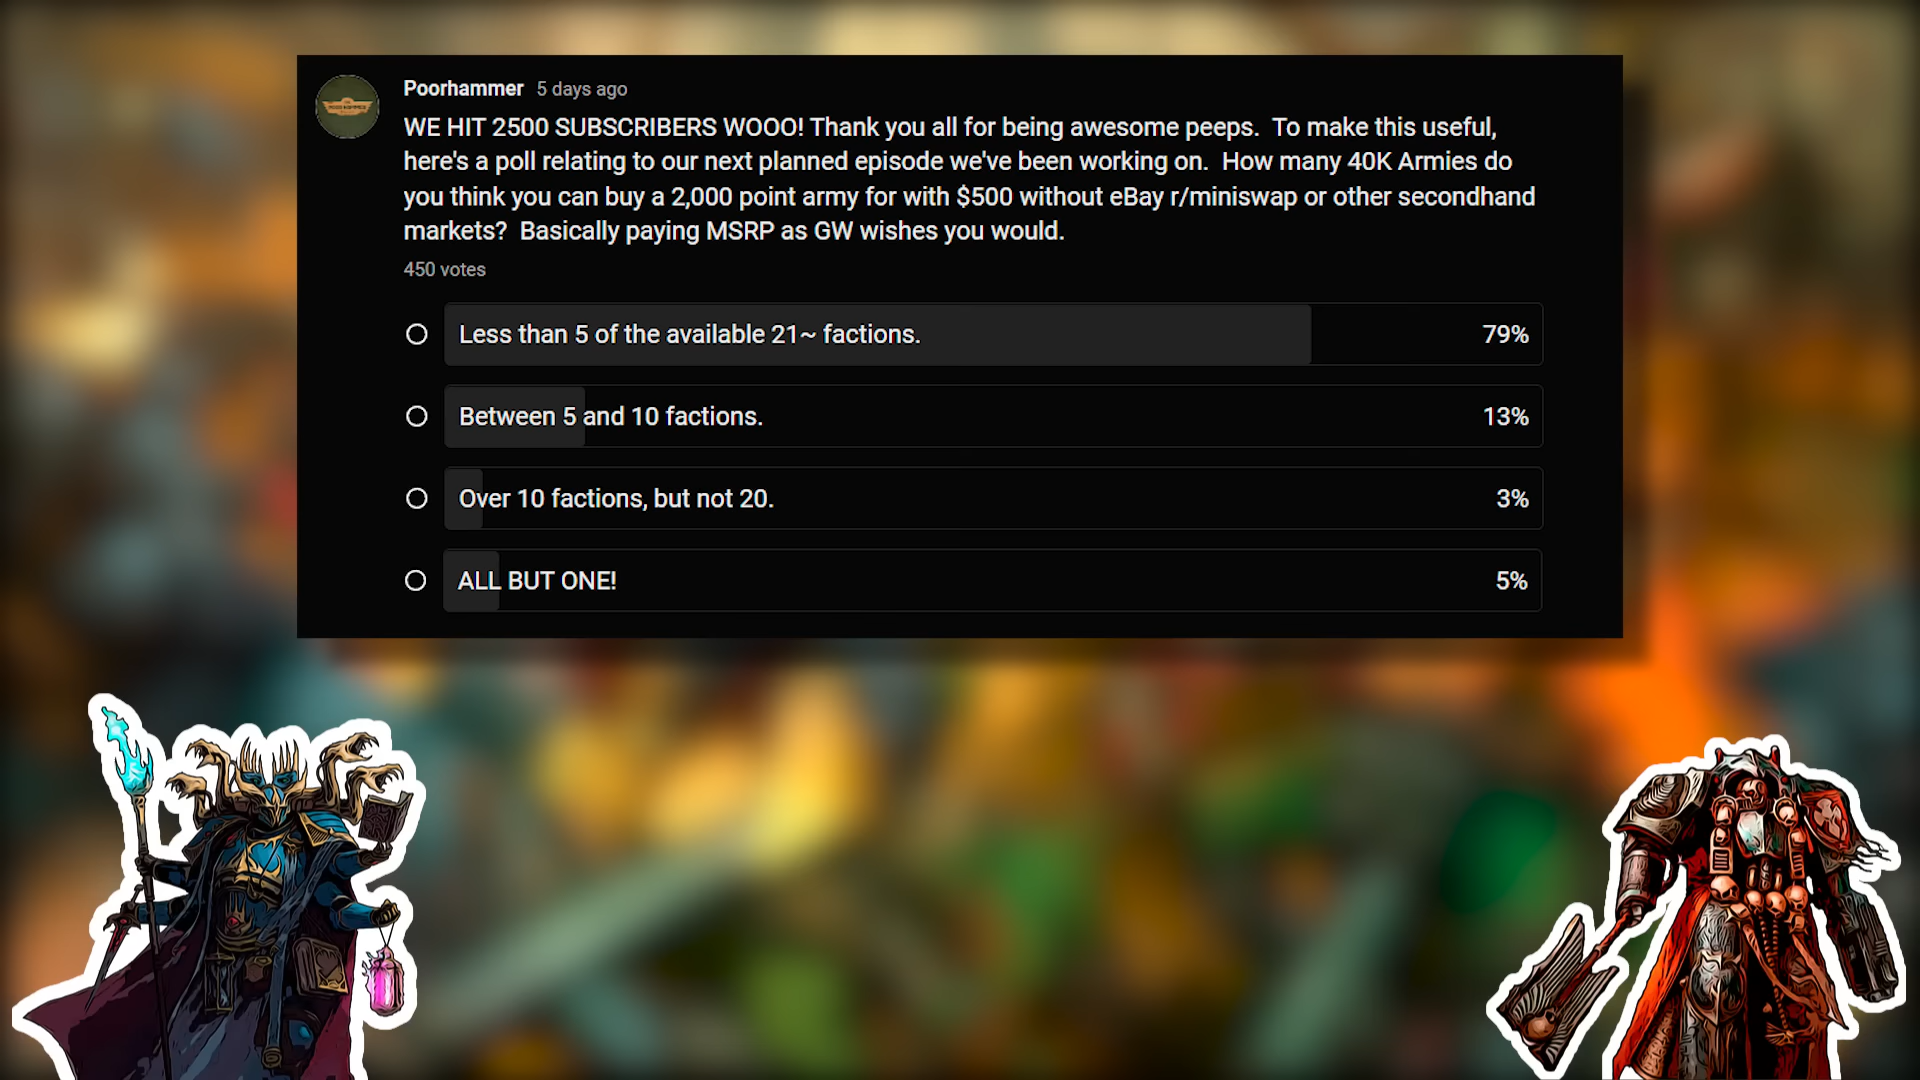 Poorhammer 5 days ago
WE HIT 2500 SUBSCRIBERS WOOO! Thank you all for being awesome peeps.  To make this useful,
here's a poll relating to our next planned episode we've been working on.  How many 40K Armies do
you think you can buy a 2,000 point army for with $500 without eBay r/miniswap or other secondhand
markets?  Basically paying MSRP as GW wishes you would.
450 votes
Less than 5 of the available 21~ factions. 79%
Between 5 and 10 factions. 13%
Over 10 factions, but not 20. 3%
ALL BUT ONE! 5%